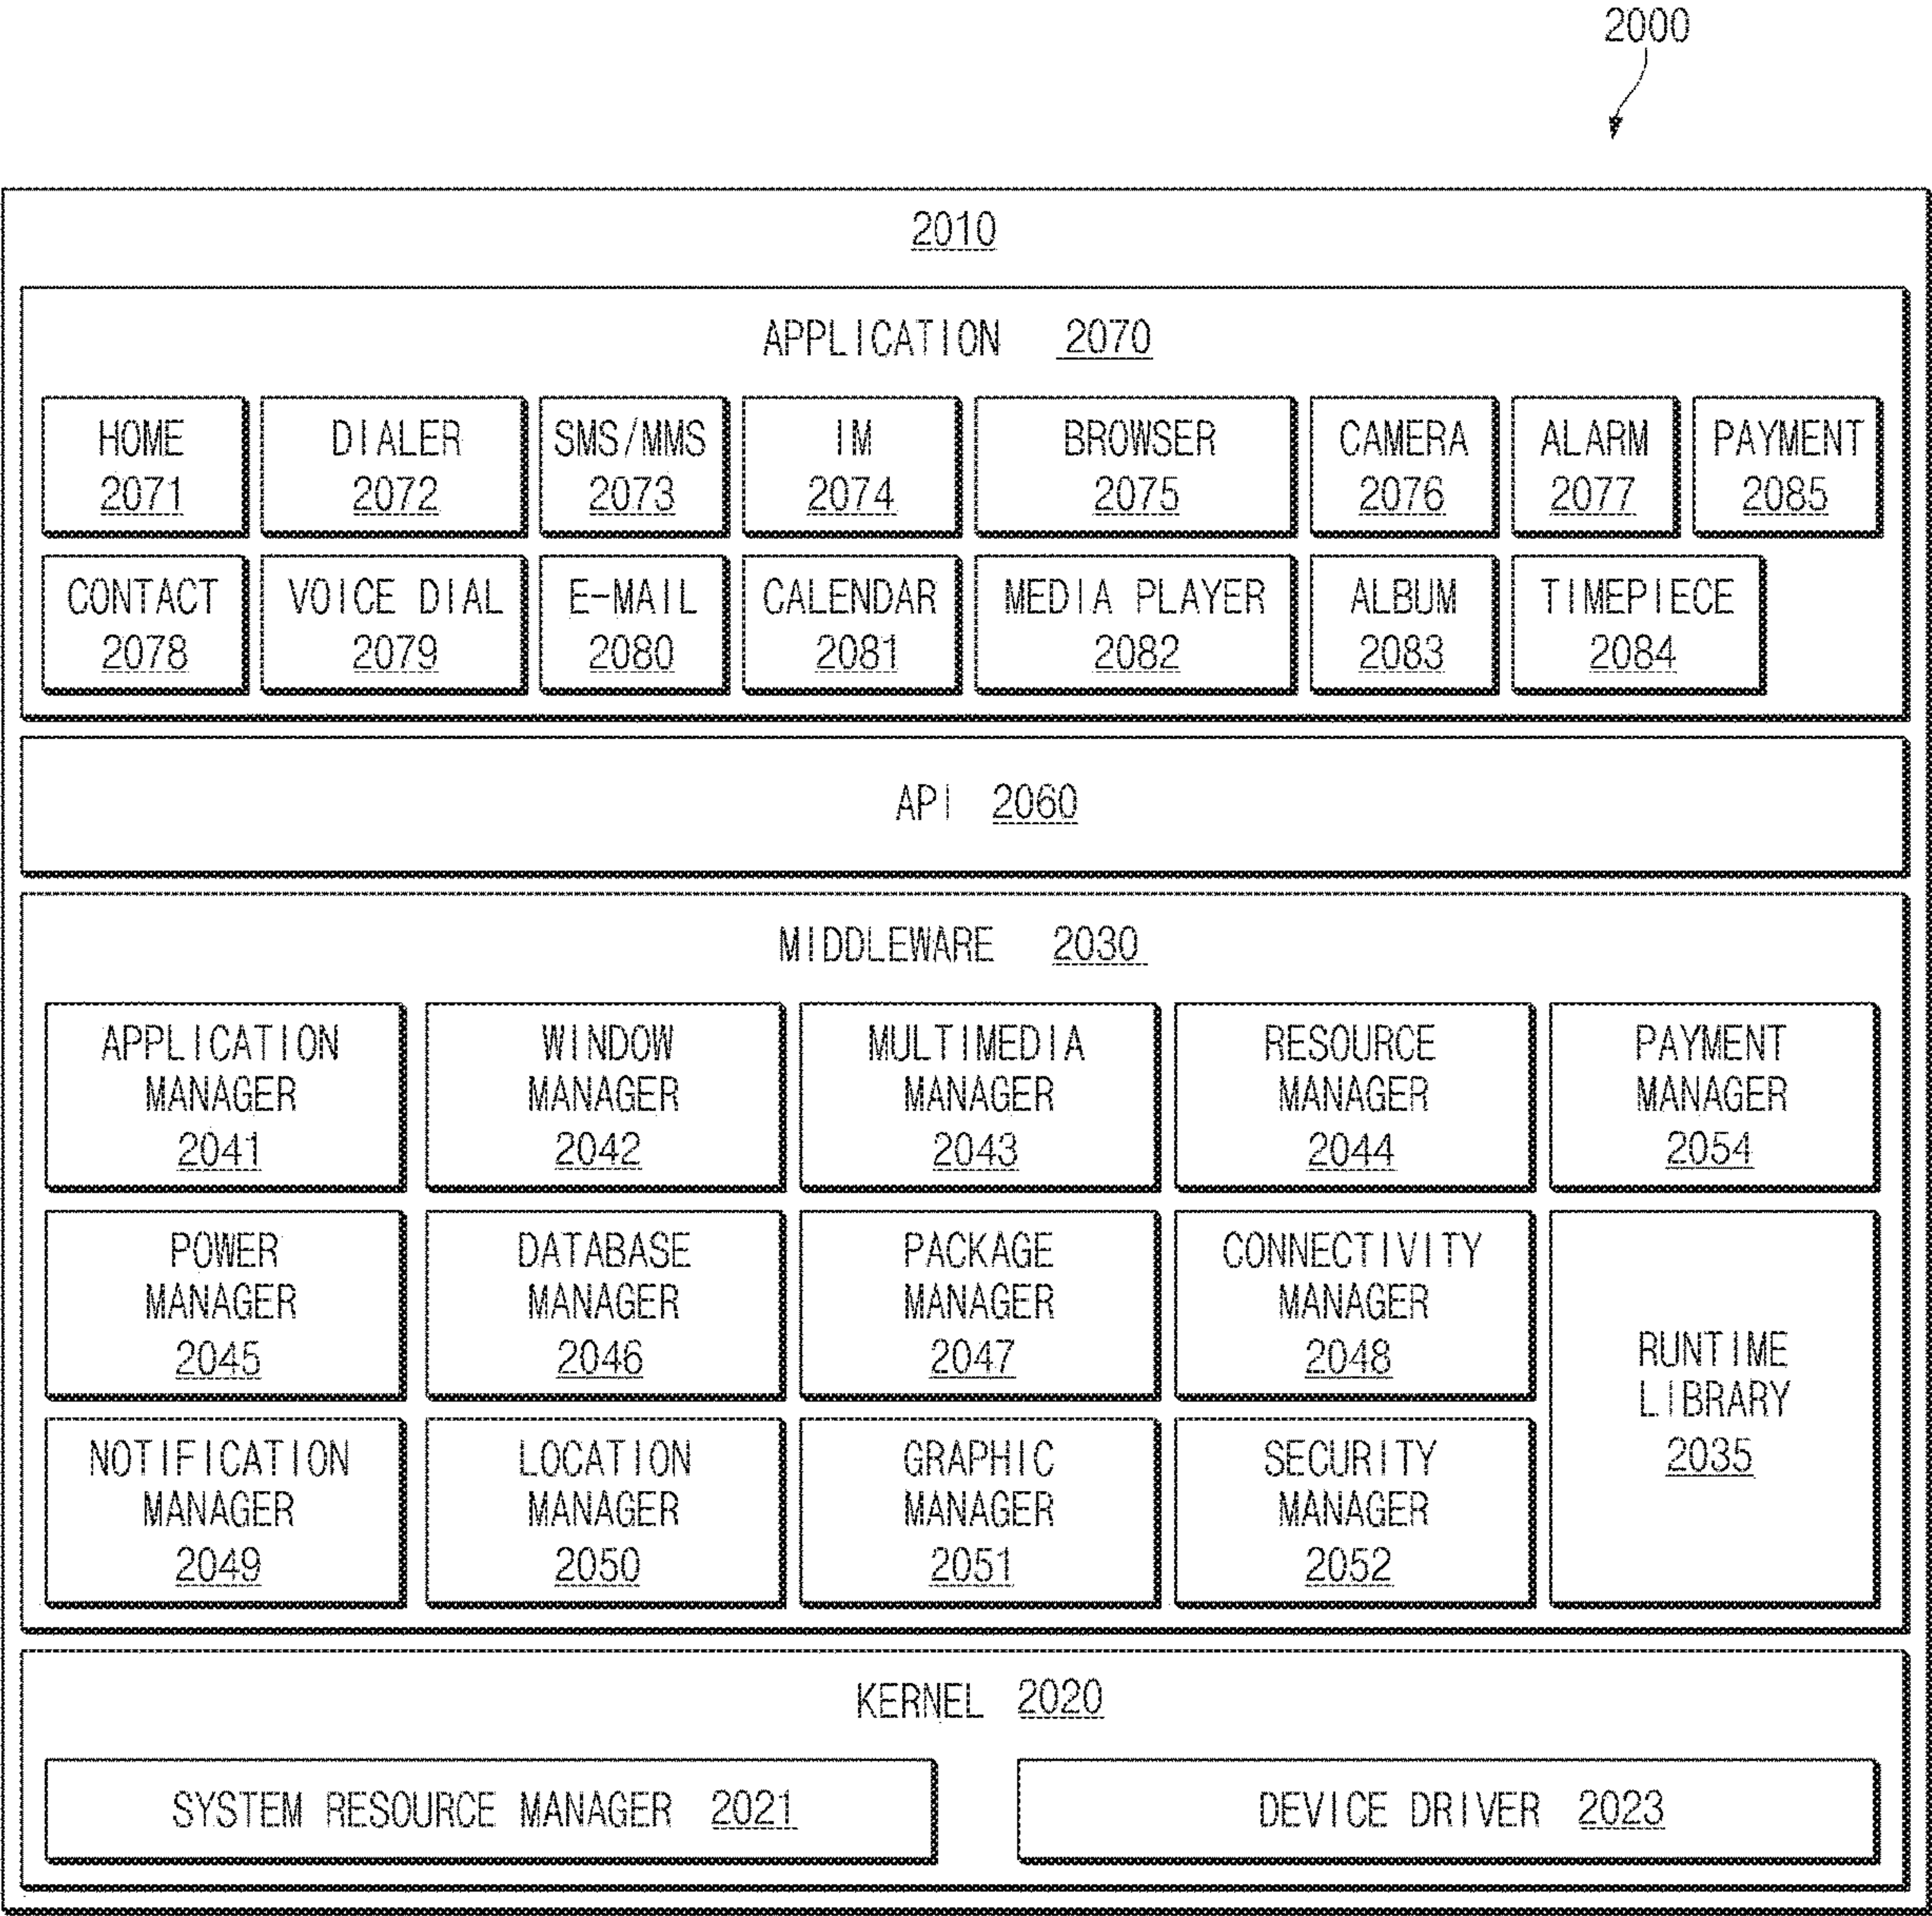 2000
2010
APPLICATION 2070
HOME DIALER SMS/MMS IM BROWSER CAMERA ALARM PAYMENT
2071 2072 2073 2074 2075 2076 2077 2085
CONTACT VOICE DIAL E-MAIL CALENDAR MEDIA PLAYER ALBUM TIMEPIECE
2078 2079 2080 2081 2082 2083 2084
API 2060
MIDDLEWARE 2030
APPLICATION WINDOW MULTIMEDIA RESOURCE PAYMENT
MANAGER MANAGER MANAGER MANAGER MANAGER
2041 2042 2043 2044 2054
POWER DATABASE PACKAGE CONNECTIVITY
MANAGER MANAGER MANAGER MANAGER
2045 2046 2047 2048
RUNTIME
LIBRARY
2035
NOTIFICATION LOCATION GRAPHIC SECURITY
MANAGER MANAGER MANAGER MANAGER
2049 2050 2051 2052
KERNEL 2020
SYSTEM RESOURCE MANAGER 2021 DEVICE DRIVER 2023